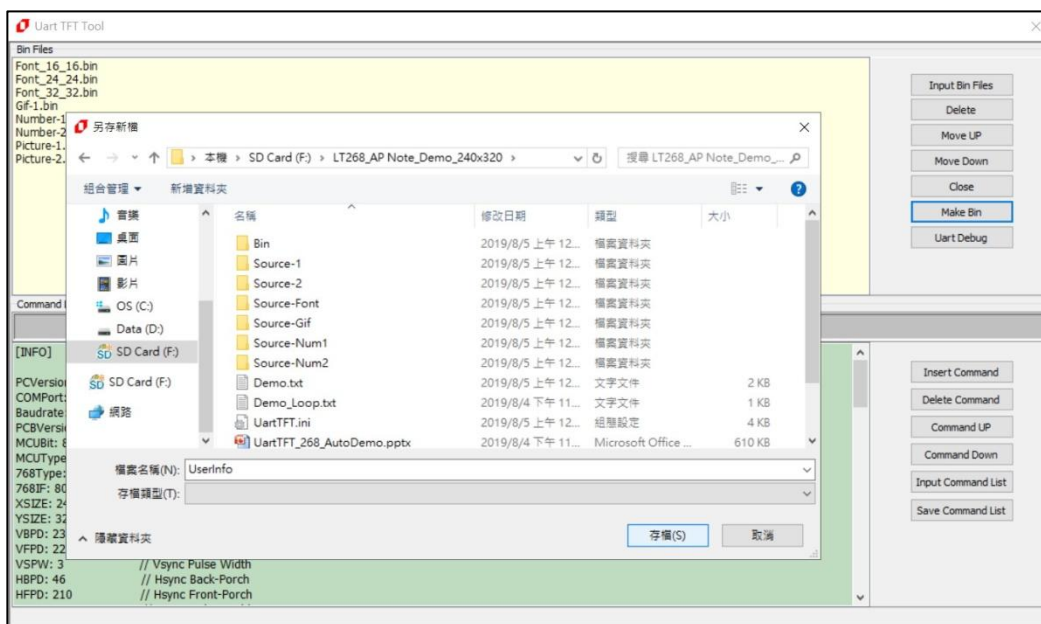 Uart TFT Tool
Bin Files
Font_16_16.bin
Font_24_24.bin
Font_32_32.bin
Gif-1.bin
Number-1
Number-2
Picture-1.
Picture-2.
Input Bin Files
Delete
Move UP
Move Down
Close
Make Bin
Uart Debug
另存新檔
本機 > SD Card (F:) > LT268_AP Note_Demo_240x320 >
搜尋 LT268_AP Note_Demo_...
組合管理
新增資料夾
音樂
桌面
圖片
影片
OS (C:)
Data (D:)
SD Card (F:)
SD Card (F:)
網路
名稱 修改日期 類型 大小
Bin 2019/8/5 上午 12... 檔案資料夾
Source-1 2019/8/5 上午 12... 檔案資料夾
Source-2 2019/8/5 上午 12... 檔案資料夾
Source-Font 2019/8/5 上午 12... 檔案資料夾
Source-Gif 2019/8/5 上午 12... 檔案資料夾
Source-Num1 2019/8/5 上午 12... 檔案資料夾
Source-Num2 2019/8/5 上午 12... 檔案資料夾
Demo.txt 2019/8/5 上午 12... 文字文件 2 KB
Demo_Loop.txt 2019/8/4 下午 11... 文字文件 1 KB
UartTFT.ini 2019/8/5 上午 12... 組態設定 4 KB
UartTFT_268_AutoDemo.pptx 2019/8/4 下午 11... Microsoft Office ... 610 KB
檔案名稱(N): UserInfo
存檔類型(T):
隱藏資料夾
存檔(S)
取消
Command
[INFO]
PCVersion
COMPort:
Baudrate:
PCBVersi
MCUBit: 8
MCUType
768Type:
768IF: 80
XSIZE: 24
YSIZE: 32
VBPD: 23
VFPD: 22
VSPW: 3 // Vsync Pulse Width
HBPD: 46 // Hsync Back-Porch
HFPD: 210 // Hsync Front-Porch
Insert Command
Delete Command
Command UP
Command Down
Input Command List
Save Command List